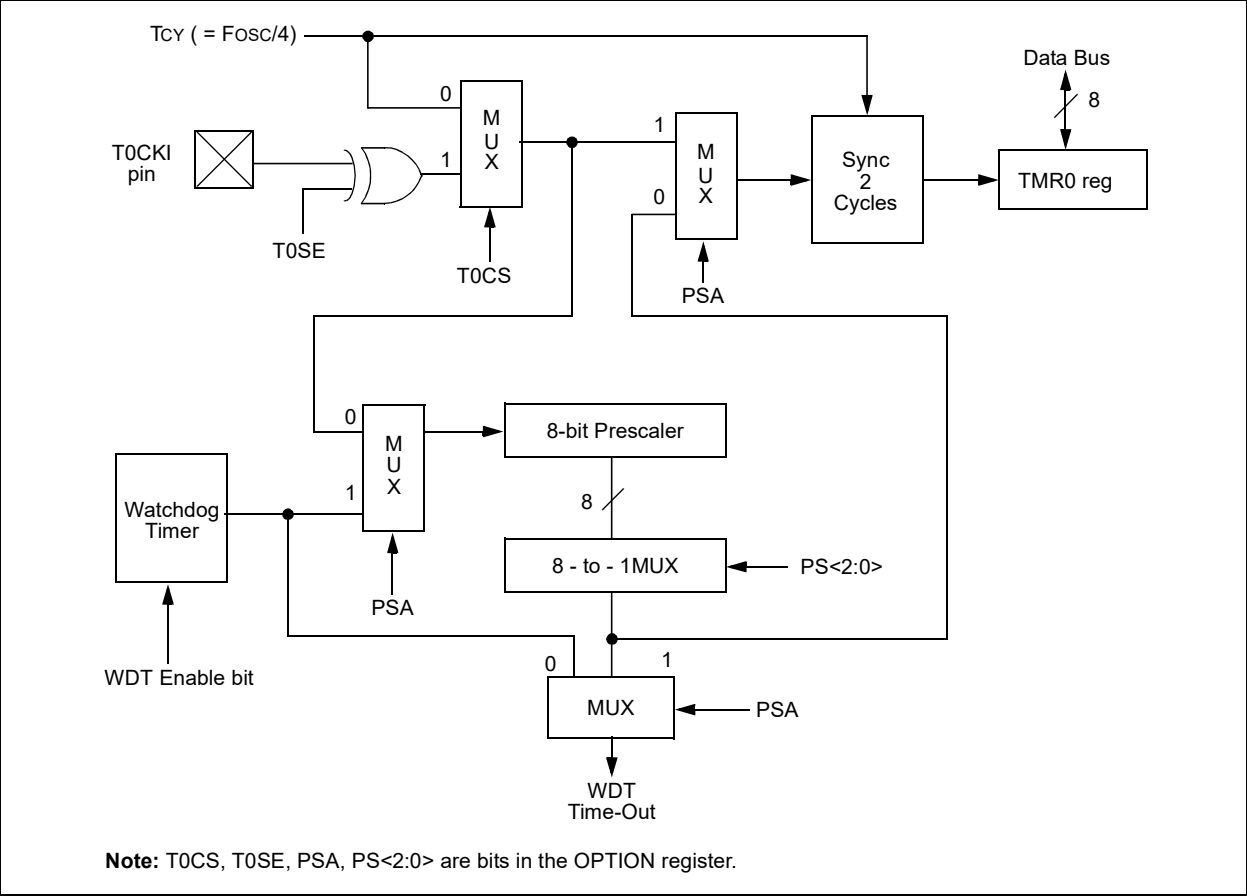 TCY ( = FOSC/4)
Data Bus
8
0
M
U
X
1
T0CKI
pin
T0SE
T0CS
1
M
U
X
0
PSA
Sync
2
Cycles
TMR0 reg
0
M
U
X
1
PSA
8-bit Prescaler
8
Watchdog
Timer
8 - to - 1MUX
PS<2:0>
WDT Enable bit
0
1
MUX
PSA
WDT
Time-Out
Note: T0CS, T0SE, PSA, PS<2:0> are bits in the OPTION register.